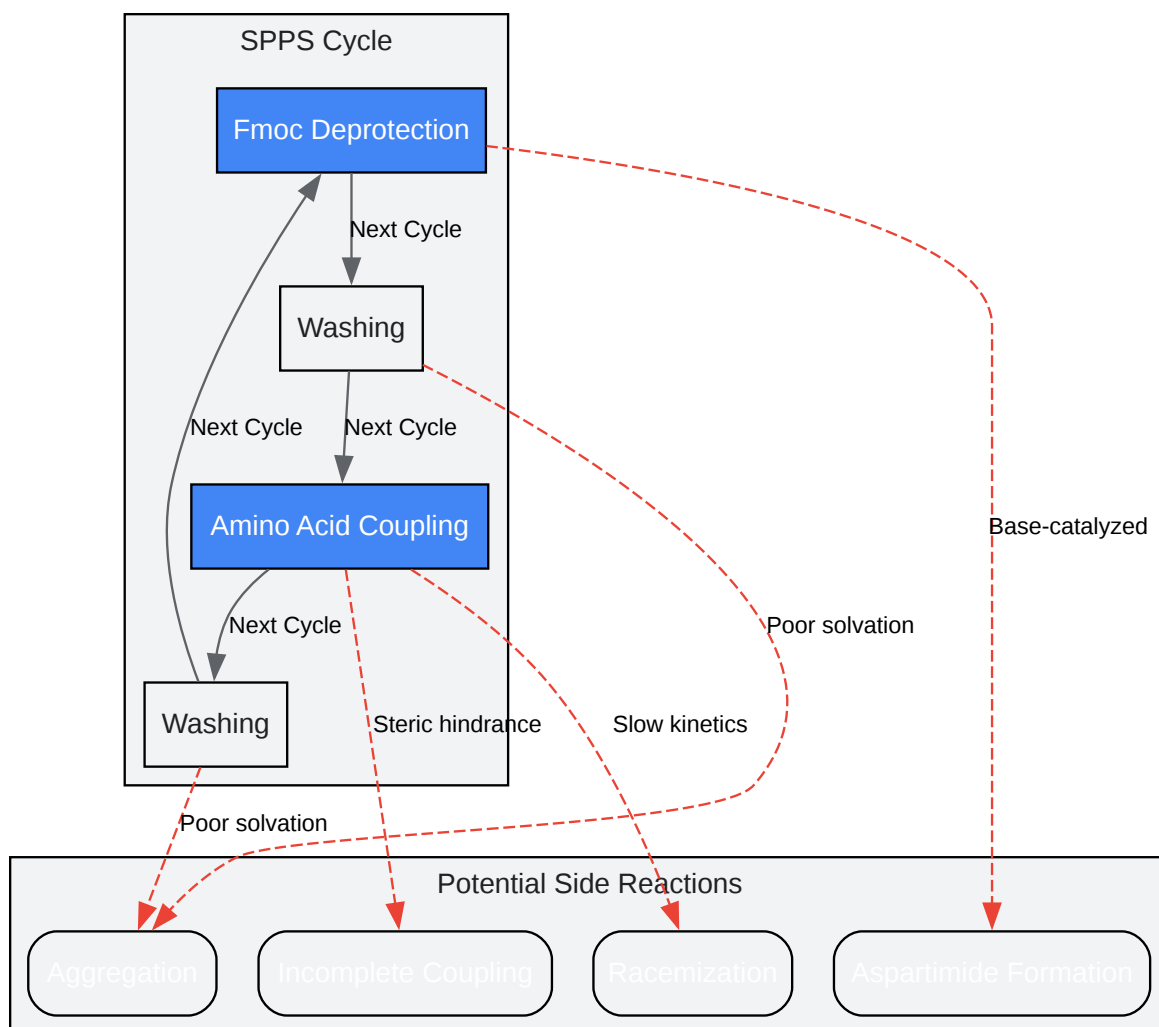 SPPS Cycle
Fmoc Deprotection
Next Cycle
Washing
Next Cycle
Next Cycle
Amino Acid Coupling
Base-catalyzed
Next Cycle
Poor solvation
Washing
Steric hindrance
Slow kinetics
Poor solvation
Potential Side Reactions
Aggregation
Incomplete Coupling
Racemization
Aspartimide Formation